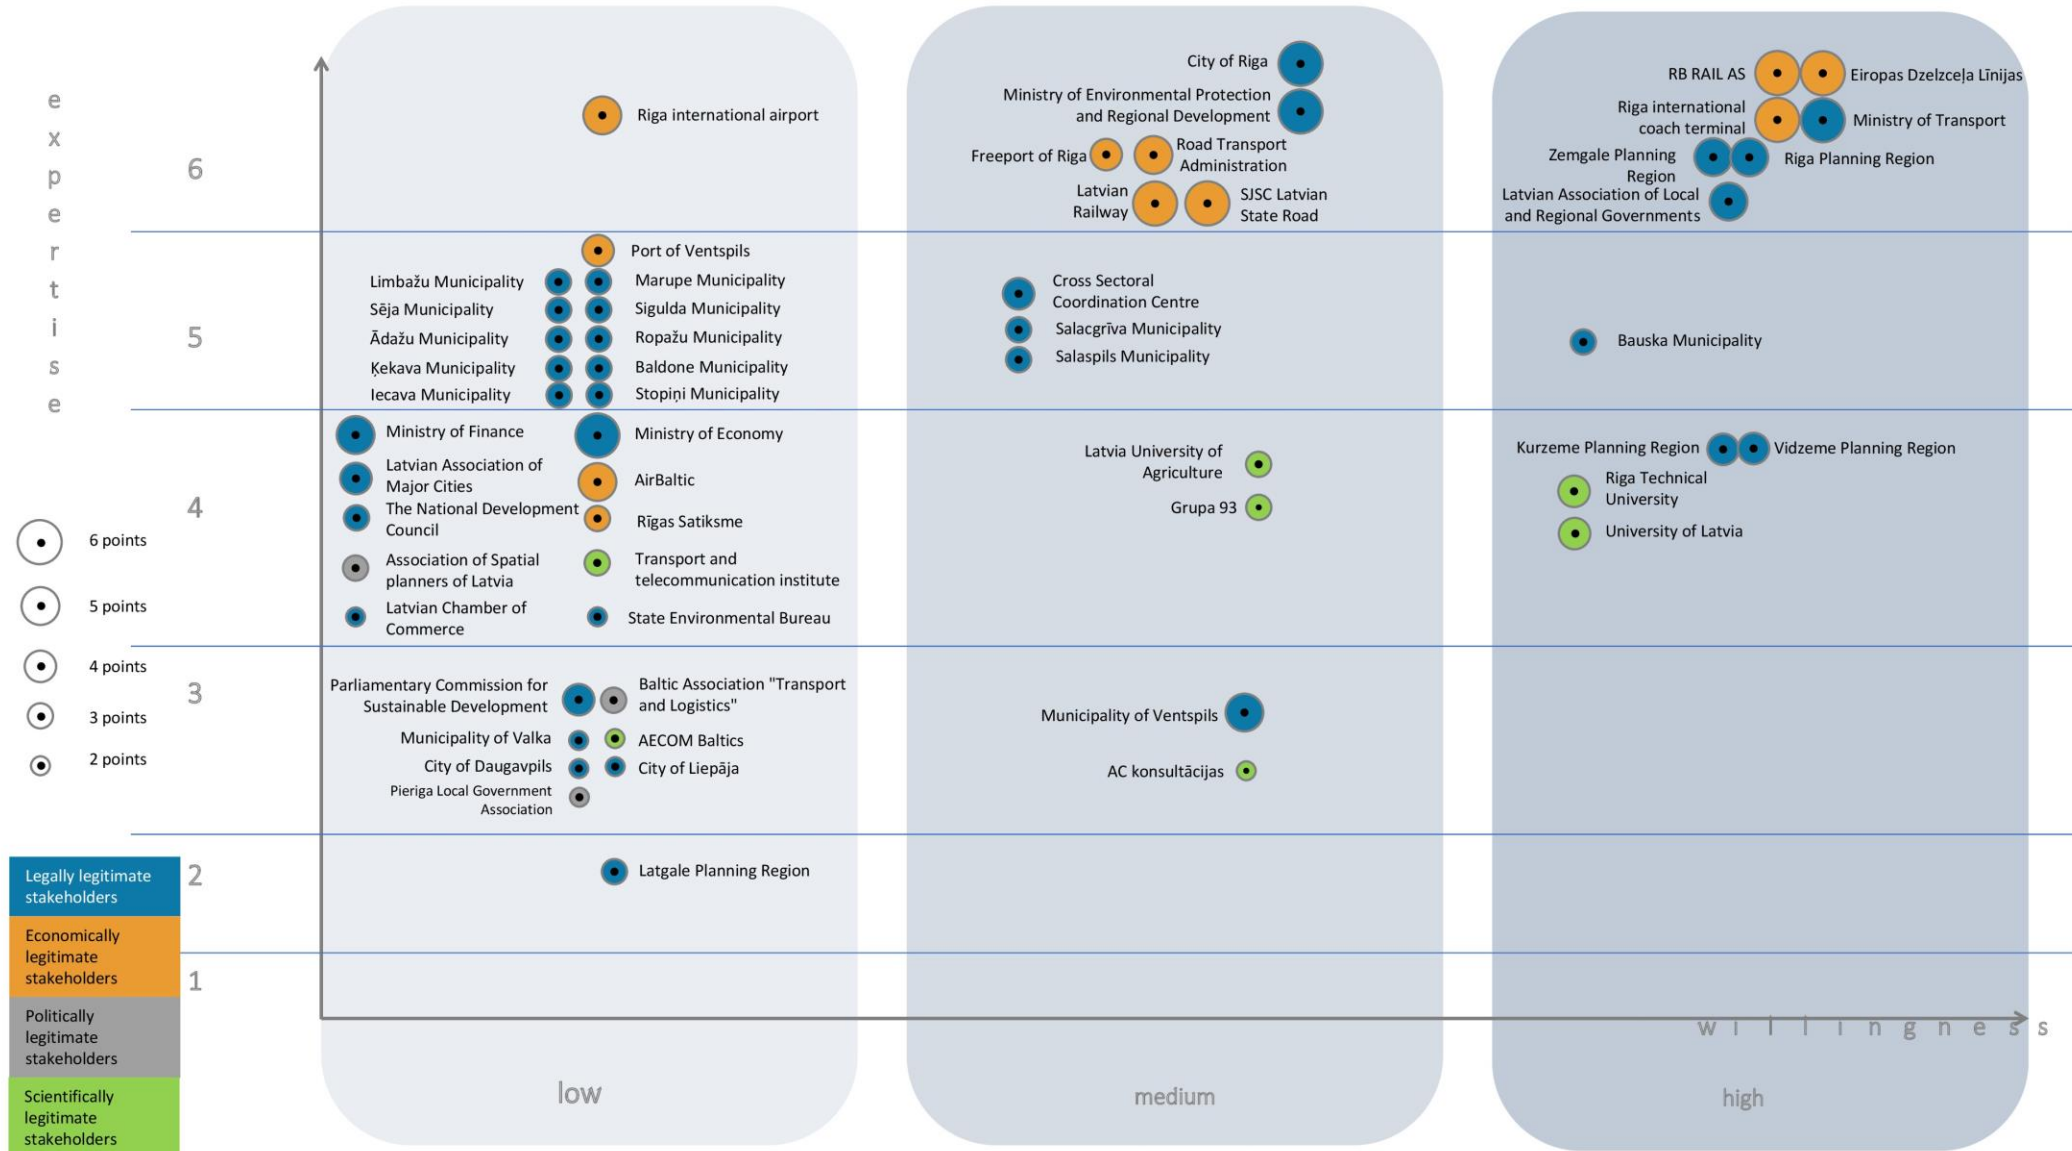 expertise
6
5
4
3
2
1
Riga international airport
Port of Ventspils
Limbažu Municipality
Marupe Municipality
Sēja Municipality
Sigulda Municipality
Ādažu Municipality
Ropažu Municipality
Ķekava Municipality
Baldone Municipality
Iecava Municipality
Stopiņi Municipality
Ministry of Finance
Ministry of Economy
Latvian Association of
Major Cities
AirBaltic
The National Development
Council
Rīgas Satiksme
Association of Spatial
planners of Latvia
Transport and
telecommunication institute
Latvian Chamber of
Commerce
State Environmental Bureau
Parliamentary Commission for
Sustainable Development
Baltic Association "Transport
and Logistics"
Municipality of Valka
AECOM Baltics
City of Daugavpils
City of Liepāja
Pieriga Local Government
Association
Latgale Planning Region
City of Riga
Ministry of Environmental Protection
and Regional Development
Freeport of Riga
Road Transport
Administration
Latvian
Railway
SJSC Latvian
State Road
Cross Sectoral
Coordination Centre
Salacgrīva Municipality
Salaspils Municipality
Latvia University of
Agriculture
Grupa 93
Municipality of Ventspils
AC konsultācijas
RB RAIL AS
Eiropas Dzelzceļa Līnijas
Riga international
coach terminal
Ministry of Transport
Zemgale Planning
Region
Riga Planning Region
Latvian Association of Local
and Regional Governments
Bauska Municipality
Kurzeme Planning Region
Vidzeme Planning Region
Riga Technical
University
University of Latvia
6 points
5 points
4 points
3 points
2 points
Legally legitimate
stakeholders
Economically
legitimate
stakeholders
Politically
legitimate
stakeholders
Scientifically
legitimate
stakeholders
willingness
low
medium
high